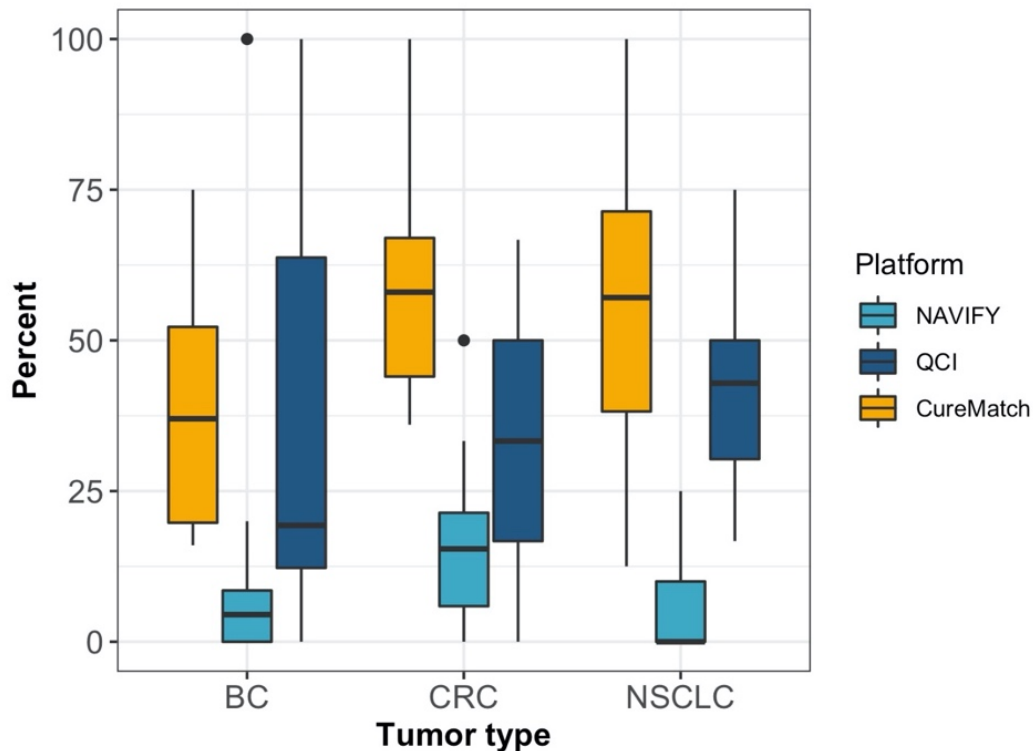 100
75
50
25
0
Percent
BC CRC NSCLC
Tumor type
Platform
NAVIFY
QCI
CureMatch